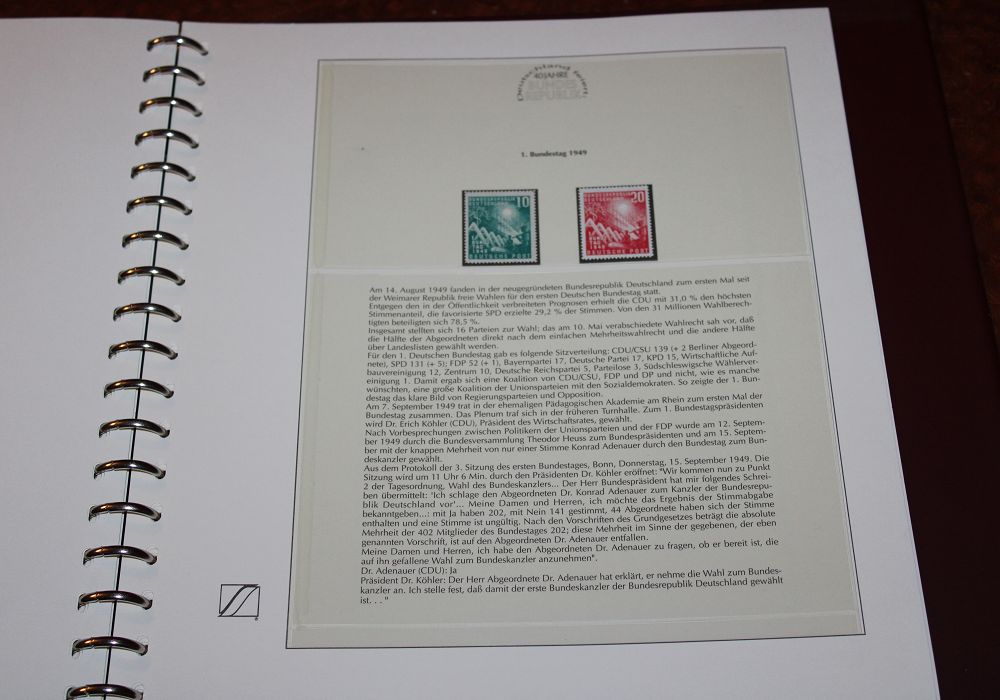 Deutschland feiert
40 JAHRE
BUNDES
REPUBLIK
1. Bundestag 1949
BUNDESREPUBLIK
DEUTSCHLAND
10
1.
BUNDES
TAG
1949
DEUTSCHE POST
BUNDESREPUBLIK
DEUTSCHLAND
20
1.
BUNDES
TAG
1949
DEUTSCHE POST
Am 14. August 1949 fanden in der neugegründeten Bundesrepublik Deutschland zum ersten Mal seit
der Weimarer Republik freie Wahlen für den ersten Deutschen Bundestag statt.
Entgegen den in der Öffentlichkeit verbreiteten Prognosen erhielt die CDU mit 31,0 % den höchsten
Stimmenanteil, die favorisierte SPD erzielte 29,2 % der Stimmen. Von den 31 Millionen Wahlberech-
tigten beteiligten sich 78,5 %.
Insgesamt stellten sich 16 Parteien zur Wahl; das am 10. Mai verabschiedete Wahlrecht sah vor, daß
die Hälfte der Abgeordneten direkt nach dem einfachen Mehrheitswahlrecht und die andere Hälfte
über Landeslisten gewählt werden.
Für den 1. Deutschen Bundestag gab es folgende Sitzverteilung: CDU/CSU 139 (+ 2 Berliner Abgeord-
nete), SPD 131 (+ 5); FDP 52 (+ 1), Bayernpartei 17, Deutsche Partei 17, KPD 15, Wirtschaftliche Auf-
bauvereinigung 12, Zentrum 10, Deutsche Reichspartei 5, Parteilose 3, Südschleswigsche Wählerver-
einigung 1. Damit ergab sich eine Koalition von CDU/CSU, FDP und DP und nicht, wie es manche
wünschten, eine große Koalition der Unionsparteien mit den Sozialdemokraten. So zeigte der 1. Bun-
destag das klare Bild von Regierungsparteien und Opposition.
Am 7. September 1949 trat in der ehemaligen Pädagogischen Akademie am Rhein zum ersten Mal der
Bundestag zusammen. Das Plenum traf sich in der früheren Turnhalle. Zum 1. Bundestagspräsidenten
wird Dr. Erich Köhler (CDU), Präsident des Wirtschaftsrates, gewählt.
Nach Vorbesprechungen zwischen Politikern der Unionsparteien und der FDP wurde am 12. Septem-
ber 1949 durch die Bundesversammlung Theodor Heuss zum Bundespräsidenten und am 15. Septem-
ber mit der knappen Mehrheit von nur einer Stimme Konrad Adenauer durch den Bundestag zum Bun-
deskanzler gewählt.
Aus dem Protokoll der 3. Sitzung des ersten Bundestages, Bonn, Donnerstag, 15. September 1949. Die
Sitzung wird um 11 Uhr 6 Min. durch den Präsidenten Dr. Köhler eröffnet: "Wir kommen nun zu Punkt
2 der Tagesordnung, Wahl des Bundeskanzlers... Der Herr Bundespräsident hat mir folgendes Schrei-
ben übermittelt: 'Ich schlage den Abgeordneten Dr. Konrad Adenauer zum Kanzler der Bundesrepu-
blik Deutschland vor'... Meine Damen und Herren, ich möchte das Ergebnis der Stimmabgabe
bekanntgeben...: mit Ja haben 202, mit Nein 141 gestimmt, 44 Abgeordnete haben sich der Stimme
enthalten und eine Stimme ist ungültig. Nach den Vorschriften des Grundgesetzes beträgt die absolute
Mehrheit der 402 Mitglieder des Bundestages 202; diese Mehrheit im Sinne der gegebenen, der eben
genannten Vorschrift, ist auf den Abgeordneten Dr. Adenauer entfallen.
Meine Damen und Herren, ich habe den Abgeordneten Dr. Adenauer zu fragen, ob er bereit ist, die
auf ihn gefallene Wahl zum Bundeskanzler anzunehmen".
Dr. Adenauer (CDU): Ja
Präsident Dr. Köhler: Der Herr Abgeordnete Dr. Adenauer hat erklärt, er nehme die Wahl zum Bundes-
kanzler an. Ich stelle fest, daß damit der erste Bundeskanzler der Bundesrepublik Deutschland gewählt
ist. . . "